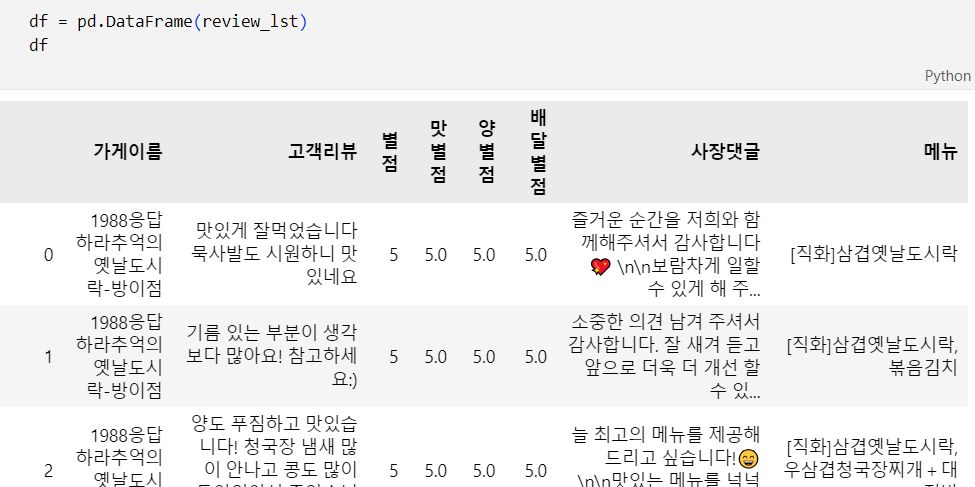 df = pd.DataFrame(review_lst)
df
Python
가게이름 고객리뷰 별점 맛별점 양별점 배달별점 사장댓글 메뉴
0 1988응답하라추억의옛날도시락-방이점 맛있게 잘먹었습니다 묵사발도 시원하니 맛있네요 5 5.0 5.0 5.0 즐거운 순간을 저희와 함께해주셔서 감사합니다💖 \n\n보람차게 일할 수 있게 해 주... [직화]삼겹옛날도시락
1 1988응답하라추억의옛날도시락-방이점 기름 있는 부분이 생각보다 많아요! 참고하세요:) 5 5.0 5.0 5.0 소중한 의견 남겨 주셔서 감사합니다. 잘 새겨 듣고 앞으로 더욱 더 개선 할 수 있... [직화]삼겹옛날도시락, 볶음김치
2 1988응답하라추억의옛날도시 양도 푸짐하고 맛있습니다! 청국장 냄새 많이 안나고 콩도 많이 5 5.0 5.0 5.0 늘 최고의 메뉴를 제공해 드리고 싶습니다!😄 \n\n맛있는 메뉴를 넉넉 [직화]삼겹옛날도시락, 우삼겹청국장찌개 + 대